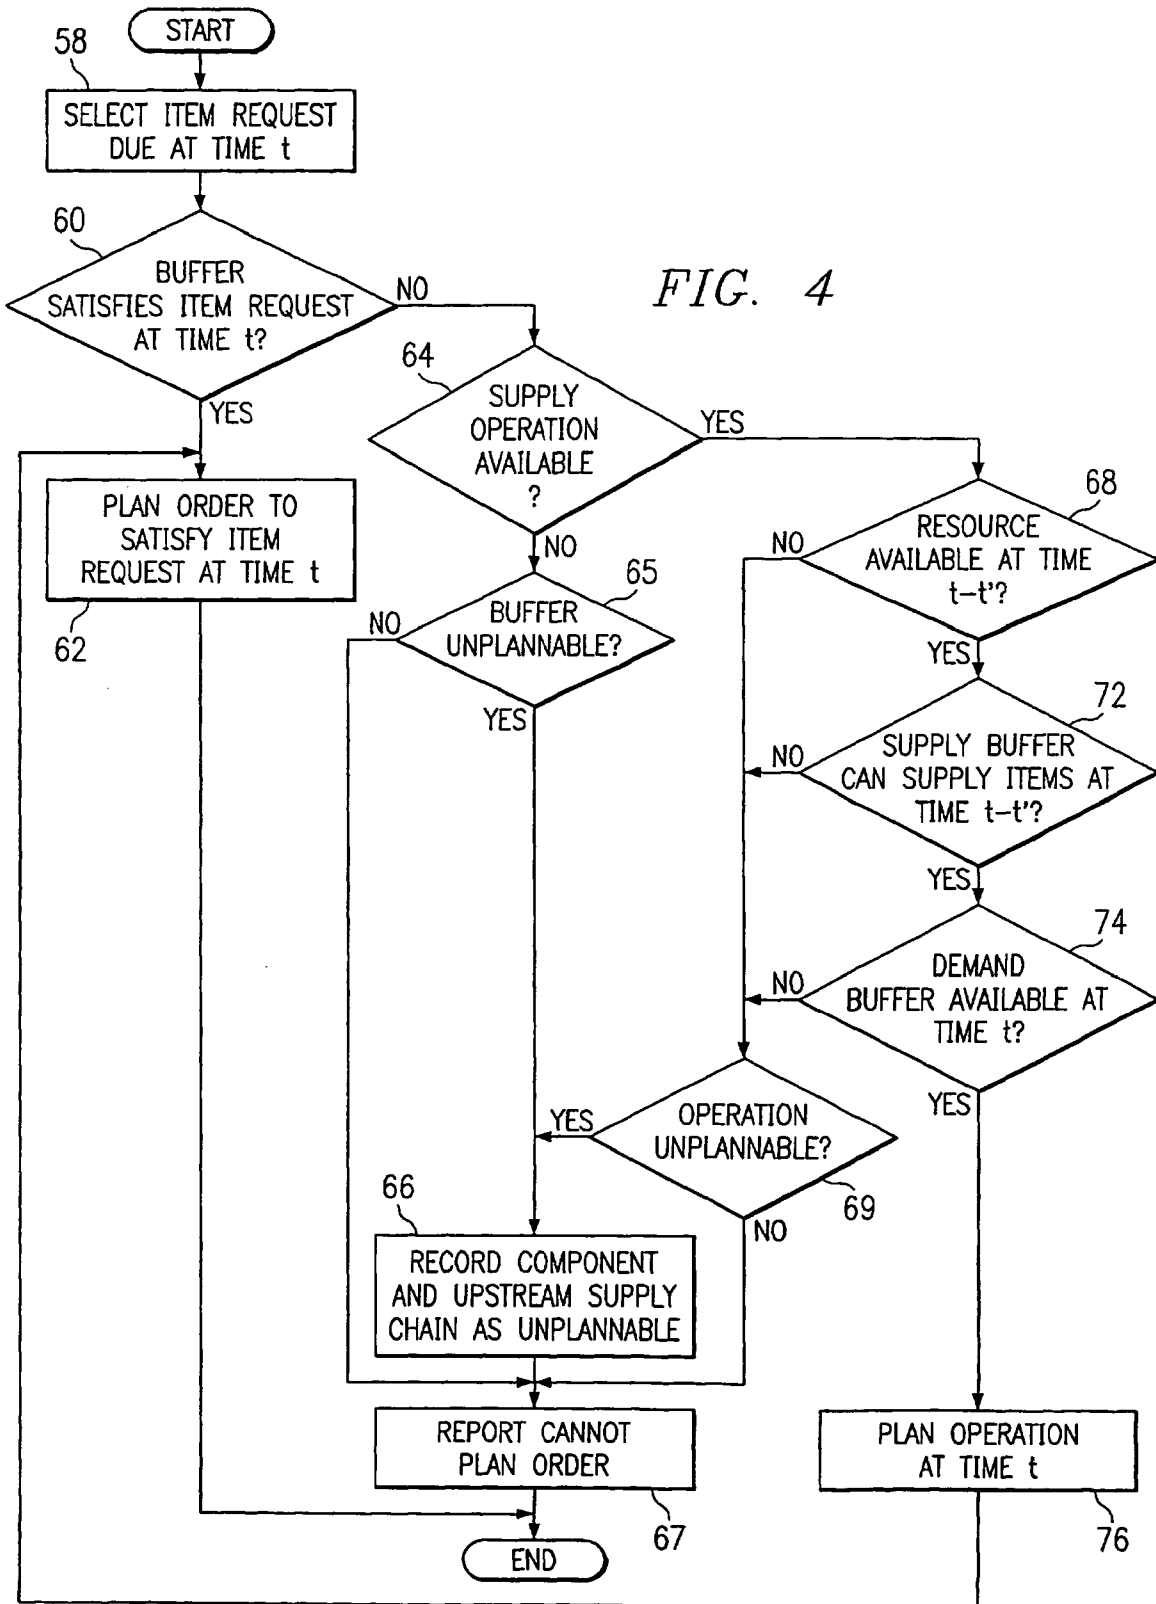 START
58
SELECT ITEM REQUEST
DUE AT TIME t
60
BUFFER
SATISFIES ITEM REQUEST
AT TIME t?
NO
FIG. 4
YES
64
SUPPLY
OPERATION
AVAILABLE
?
YES
NO
PLAN ORDER TO
SATISFY ITEM
REQUEST AT TIME t
62
68
RESOURCE
AVAILABLE AT TIME
t-t'?
NO
YES
65
BUFFER
UNPLANNABLE?
NO
YES
72
SUPPLY BUFFER
CAN SUPPLY ITEMS AT
TIME t-t'?
NO
YES
74
DEMAND
BUFFER AVAILABLE AT
TIME t?
NO
YES
OPERATION
UNPLANNABLE?
YES
69
NO
66
RECORD COMPONENT
AND UPSTREAM SUPPLY
CHAIN AS UNPLANNABLE
REPORT CANNOT
PLAN ORDER
67
PLAN OPERATION
AT TIME t
76
END